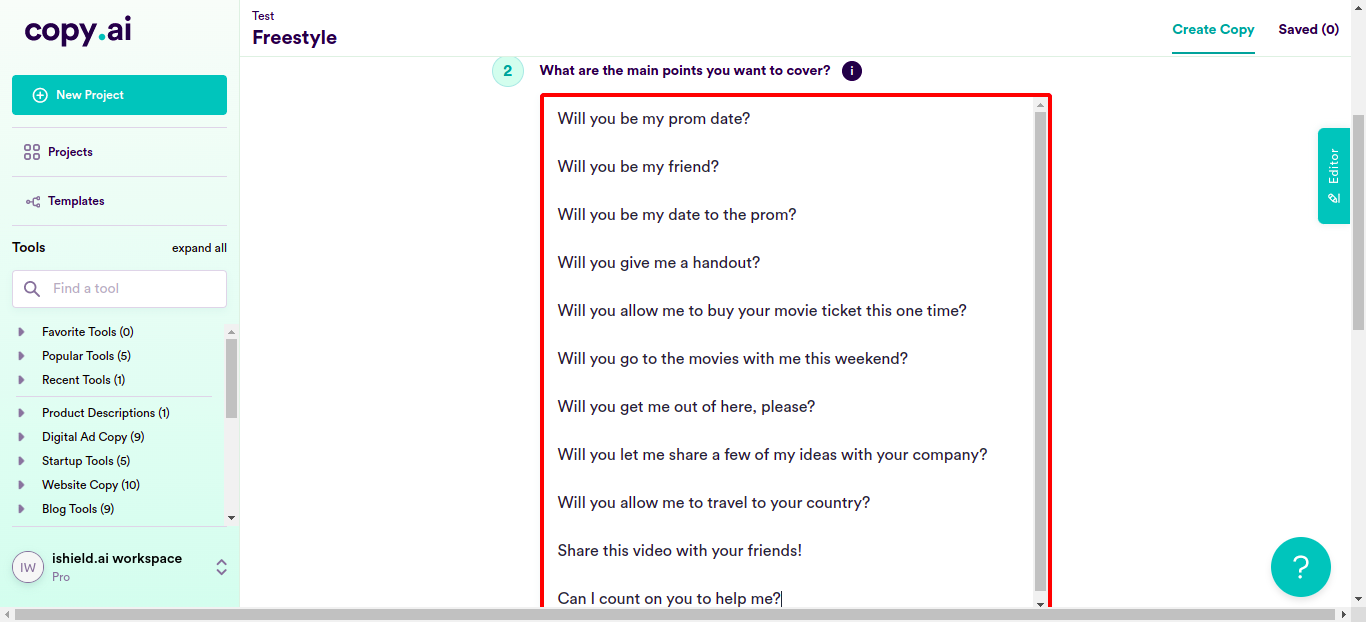 copy.ai
New Project
Projects
Templates
Tools
expand all
Find a tool
Favorite Tools (0)
Popular Tools (5)
Recent Tools (1)
Product Descriptions (1)
Digital Ad Copy (9)
Startup Tools (5)
Website Copy (10)
Blog Tools (9)
IW
ishield.ai workspace
Pro
Test
Freestyle
Create Copy
Saved (0)
2
What are the main points you want to cover?
i
Will you be my prom date?
Will you be my friend?
Will you be my date to the prom?
Will you give me a handout?
Will you allow me to buy your movie ticket this one time?
Will you go to the movies with me this weekend?
Will you get me out of here, please?
Will you let me share a few of my ideas with your company?
Will you allow me to travel to your country?
Share this video with your friends!
Can I count on you to help me?
Editor
?